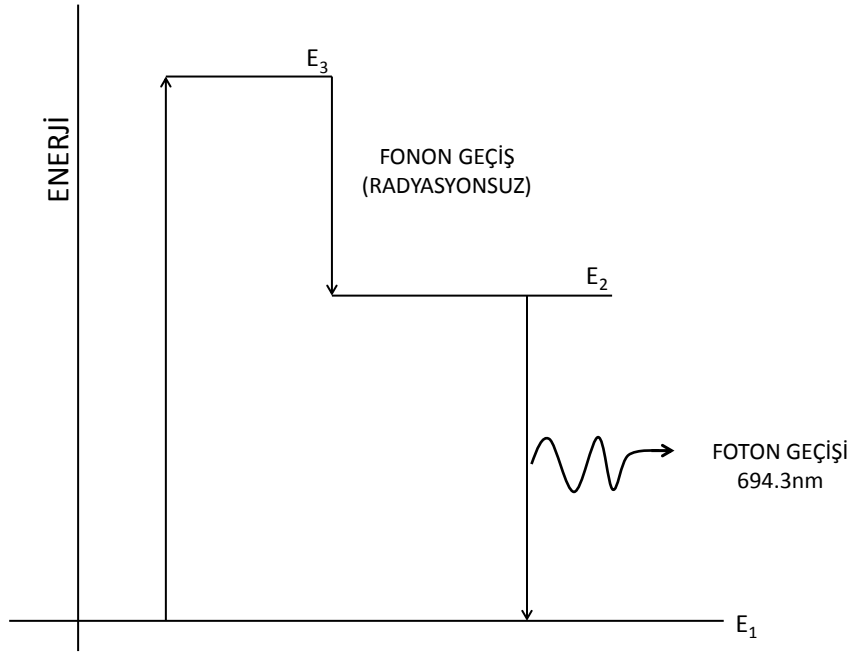 ENERJİ
E₃
FONON GEÇİŞ
(RADYASYONSUZ)
E₂
FOTON GEÇİŞİ
694.3nm
E₁